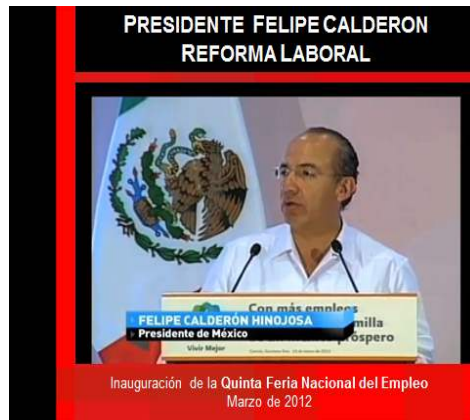 PRESIDENTE FELIPE CALDERON
REFORMA LABORAL
Con más empleos
milla
próspero
Vivir Mejor
FELIPE CALDERÓN HINOJOSA
Presidente de México
Inauguración de la Quinta Feria Nacional del Empleo
Marzo de 2012